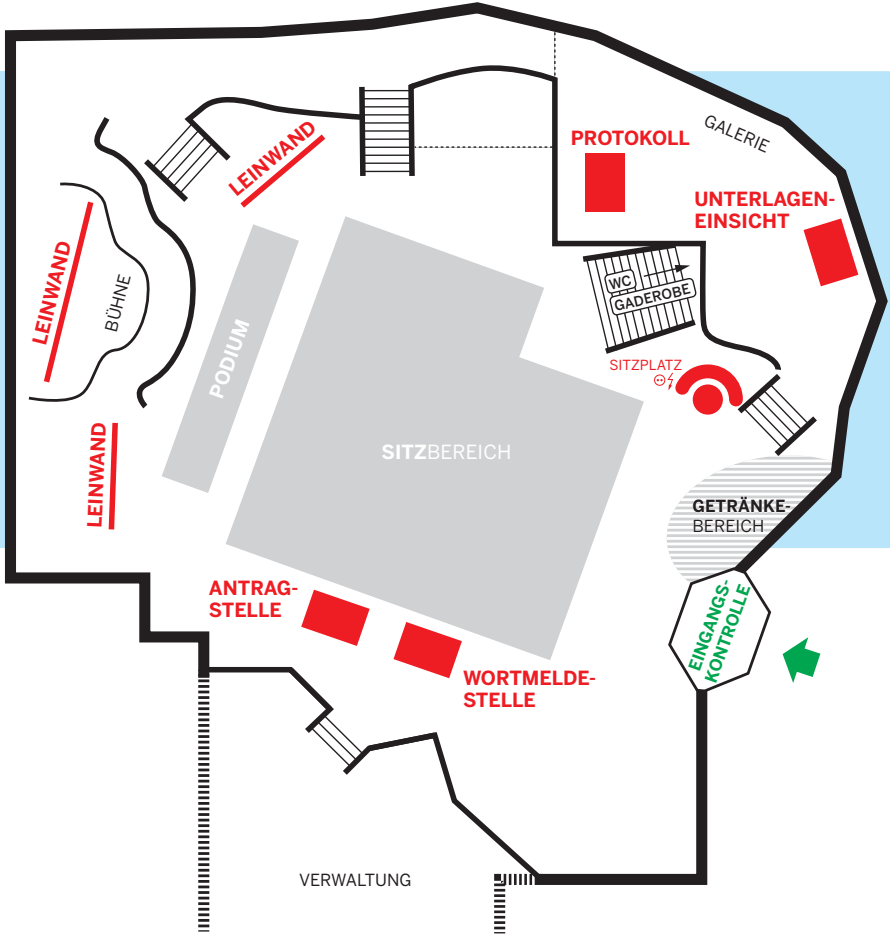 PROTOKOLL
GALERIE
LEINWAND
UNTERLAGEN-
EINSICHT
LEINWAND
BÜHNE
WC
GADEROBE
PODIUM
SITZPLATZ
SITZBEREICH
LEINWAND
GETRÄNKE-
BEREICH
ANTRAG-
STELLE
EINGANGS-
KONTROLLE
WORTMELDE-
STELLE
VERWALTUNG